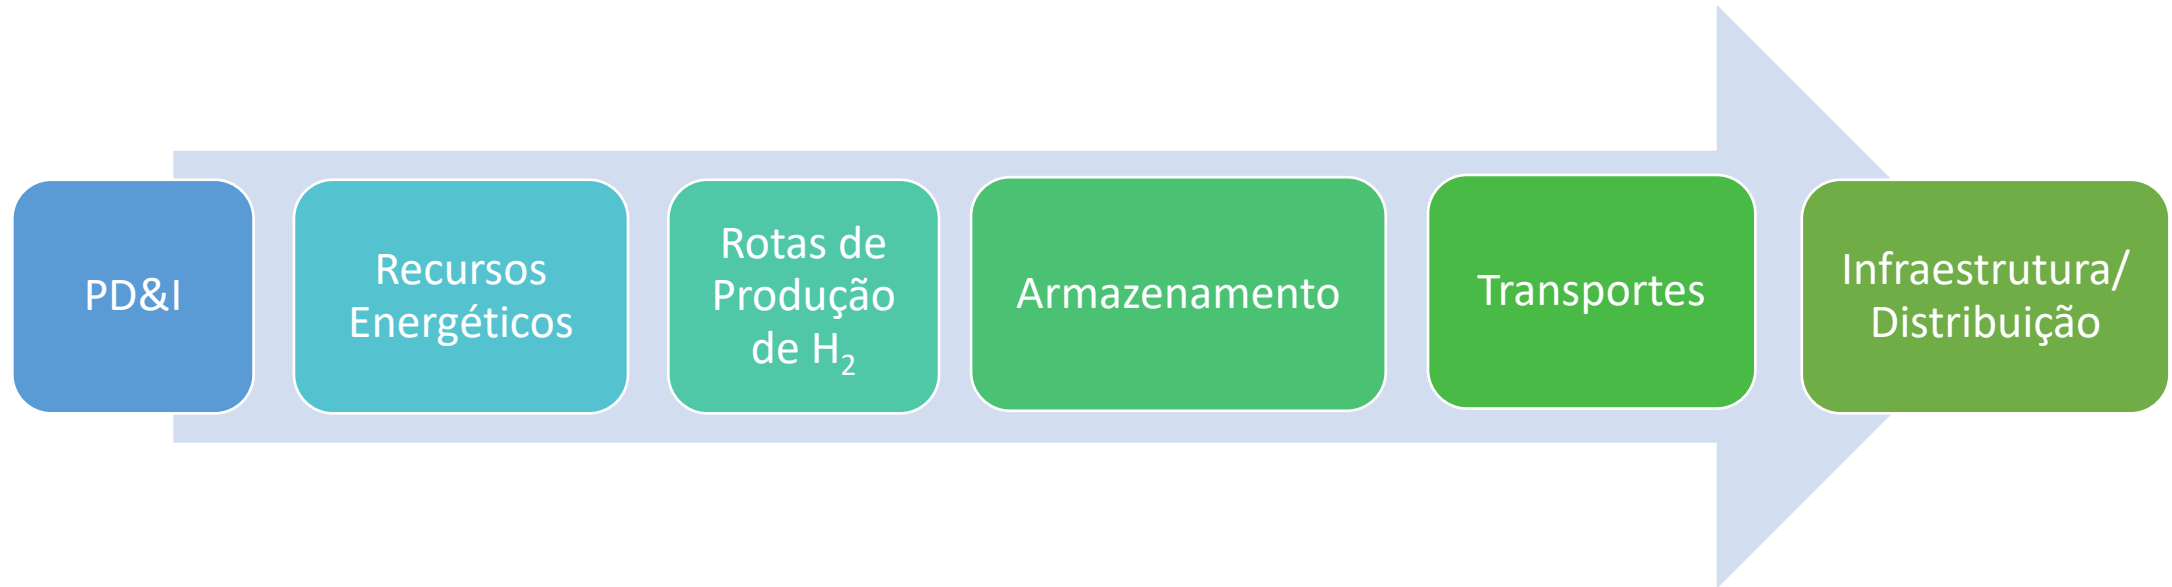 PD&I
Recursos
Energéticos
Rotas de
Produção
de H₂
Armazenamento
Transportes
Infraestrutura/
Distribuição